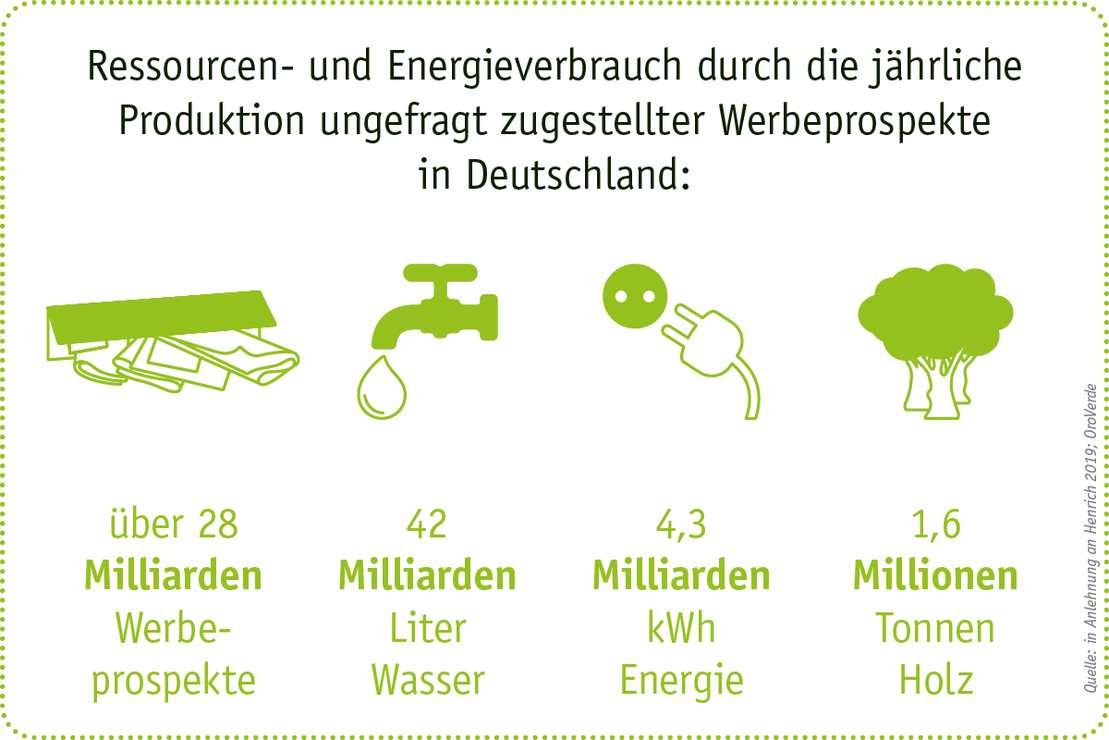 Ressourcen- und Energieverbrauch durch die jährliche
Produktion ungefragt zugestellter Werbeprospekte
in Deutschland:
über 28
Milliarden
Werbe-
prospekte
42
Milliarden
Liter
Wasser
4,3
Milliarden
kWh
Energie
1,6
Millionen
Tonnen
Holz
Quelle: in Anlehnung an Henrich 2019; OroVerde